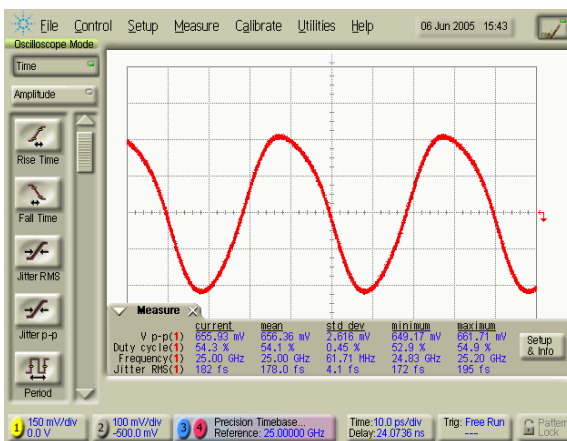 File Control Setup Measure Calibrate Utilities Help 06 Jun 2005 15:43
Oscilloscope Mode
Time
Amplitude
Rise Time
Fall Time
Jitter RMS
Jitter p-p
Period
Measure
current mean std dev minimum maximum
V p-p(1) 655.93 mV 656.36 mV 2.616 mV 649.17 mV 661.71 mV
Duty cycle(1) 54.3 % 54.1 % 0.45 % 52.9 % 54.9 %
Frequency(1) 25.00 GHz 25.00 GHz 61.71 MHz 24.83 GHz 25.20 GHz
Jitter RMS(1) 182 fs 178.0 fs 4.1 fs 172 fs 195 fs
Setup
& Info
1 150 mV/div
0.0 V
2 100 mV/div
-500.0 mV
3 4 Precision Timebase...
Reference: 25.00000 GHz
Time:10.0 ps/div
Delay:24.0736 ns
Trig: Free Run
---
Pattern
Lock